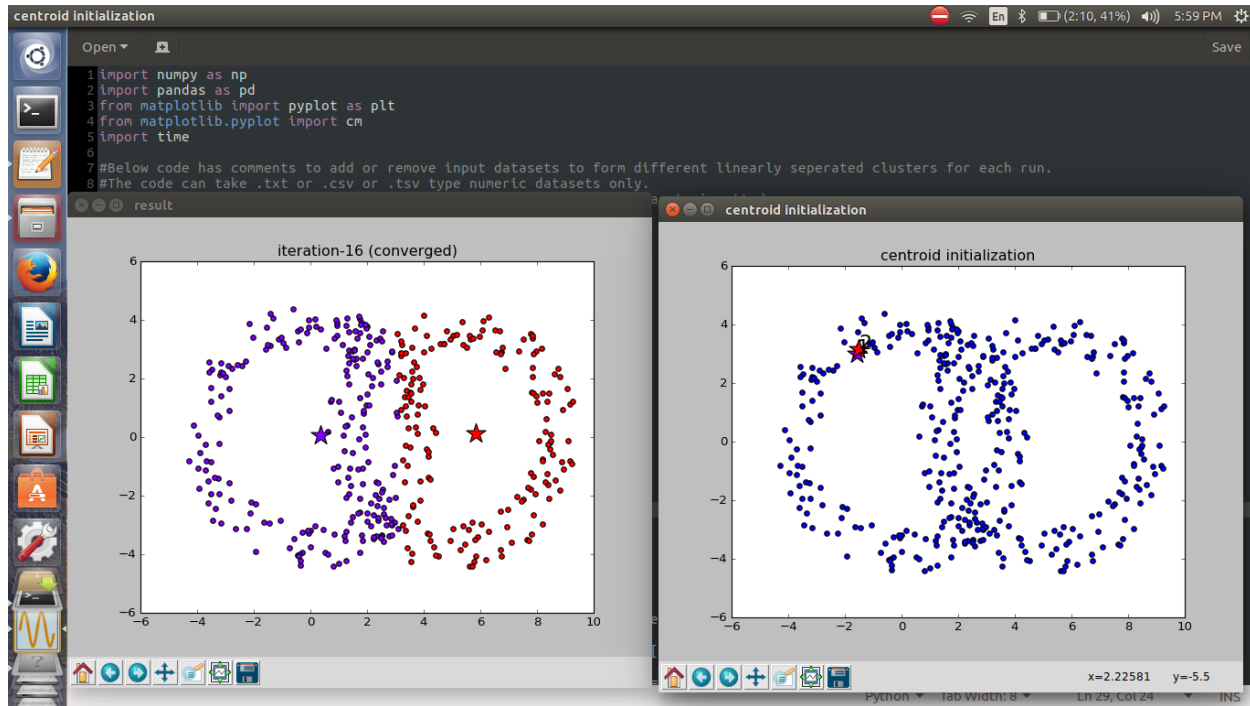 centroid initialization
En (2:10, 41%) 5:59 PM
Open Save
1 import numpy as np
2 import pandas as pd
3 from matplotlib import pyplot as plt
4 from matplotlib.pyplot import cm
5 import time
6
7 #Below code has comments to add or remove input datasets to form different linearly seperated clusters for each run.
8 #The code can take .txt or .csv or .tsv type numeric datasets only.
result
iteration-16 (converged)
6
4
2
0
−2
−4
−6
−6 −4 −2 0 2 4 6 8 10
centroid initialization
centroid initialization
6
4
2
0
−2
−4
−6
−6 −4 −2 0 2 4 6 8 10
x=2.22581 y=-5.5
Python Tab Width: 8 Ln 29, Col 24 INS